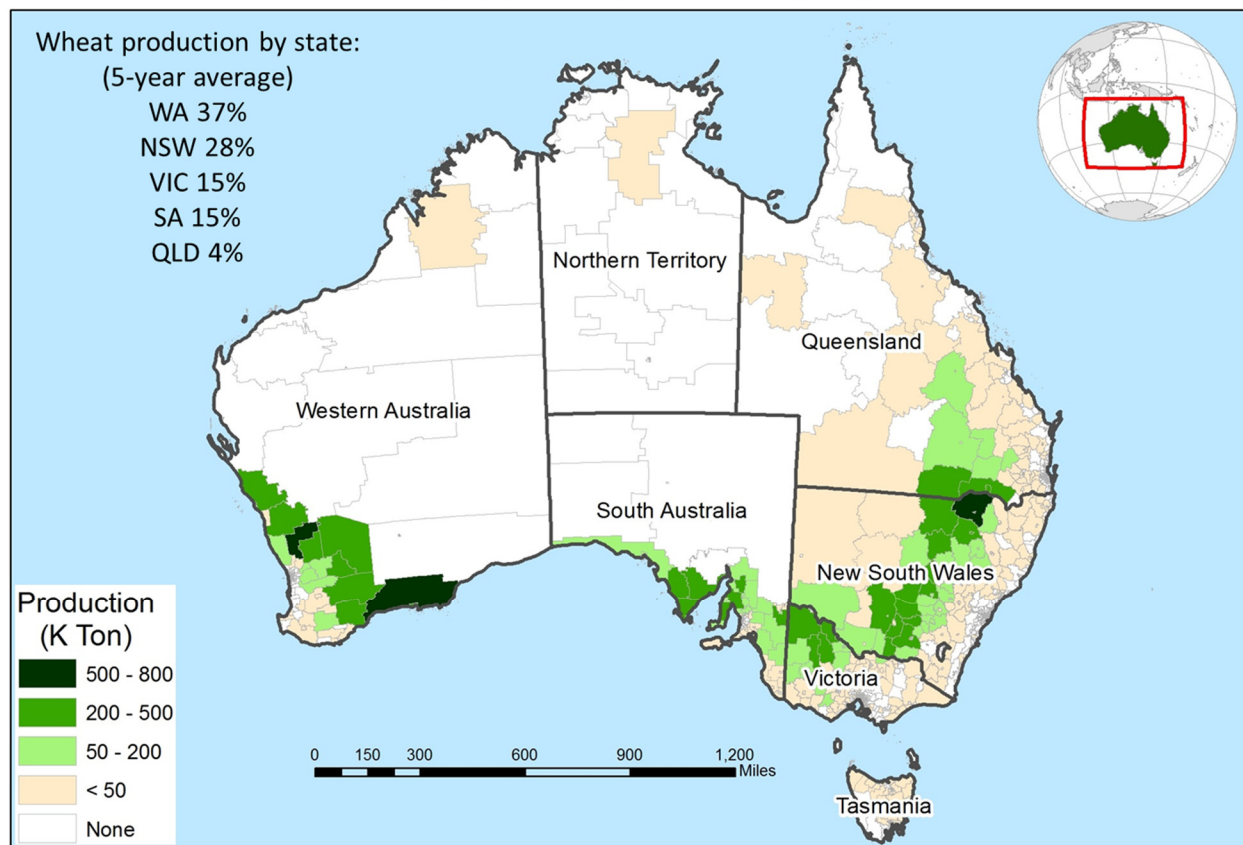 Wheat production by state:
(5-year average)
WA 37%
NSW 28%
VIC 15%
SA 15%
QLD 4%
Northern Territory
Queensland
Western Australia
South Australia
New South Wales
Victoria
Tasmania
Production
(K Ton)
500 - 800
200 - 500
50 - 200
< 50
None
0 150 300 600 900 1,200
Miles